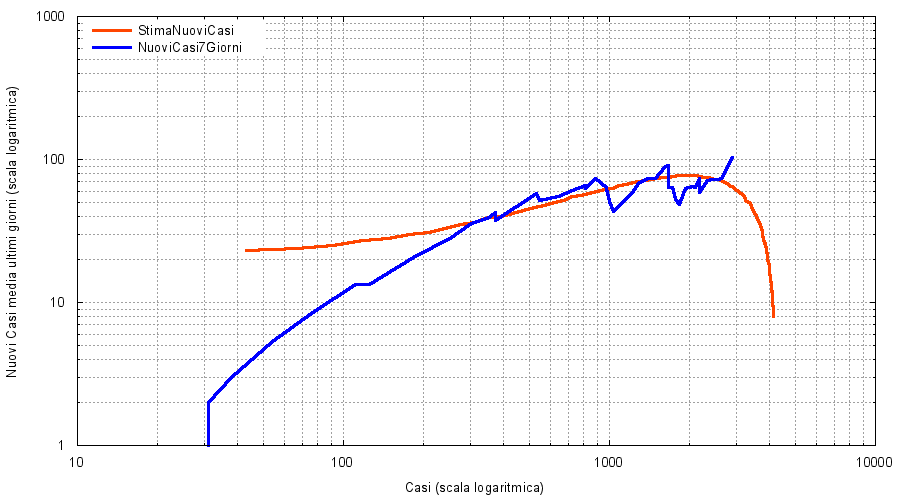 1000
StimaNuoviCasi
NuoviCasi7Giorni
100
10
1
Nuovi Casi media ultimi giorni (scala logaritmica)
10
100
1000
10000
Casi (scala logaritmica)